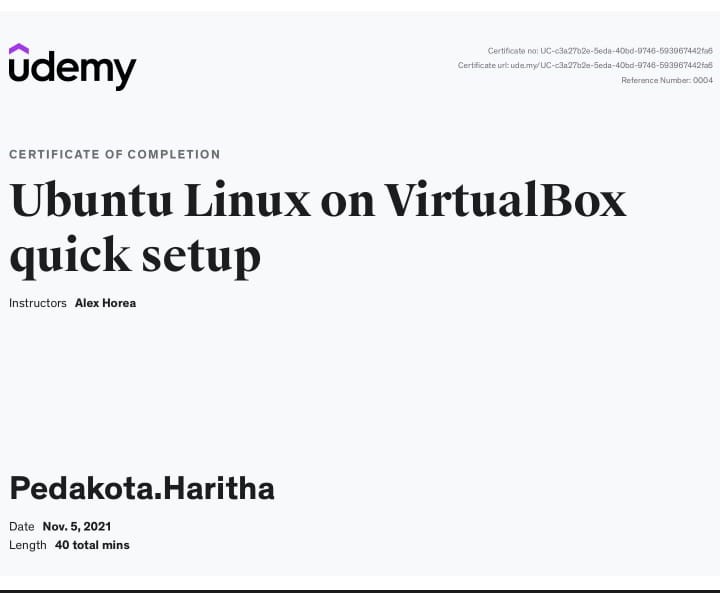 udemy
Certificate no: UC-c3a27b2e-5eda-40bd-9746-593967442fa6
Certificate url: ude.my/UC-c3a27b2e-5eda-40bd-9746-593967442fa6
Reference Number: 0004
CERTIFICATE OF COMPLETION
Ubuntu Linux on VirtualBox
quick setup
Instructors Alex Horea
Pedakota.Haritha
Date Nov. 5, 2021
Length 40 total mins